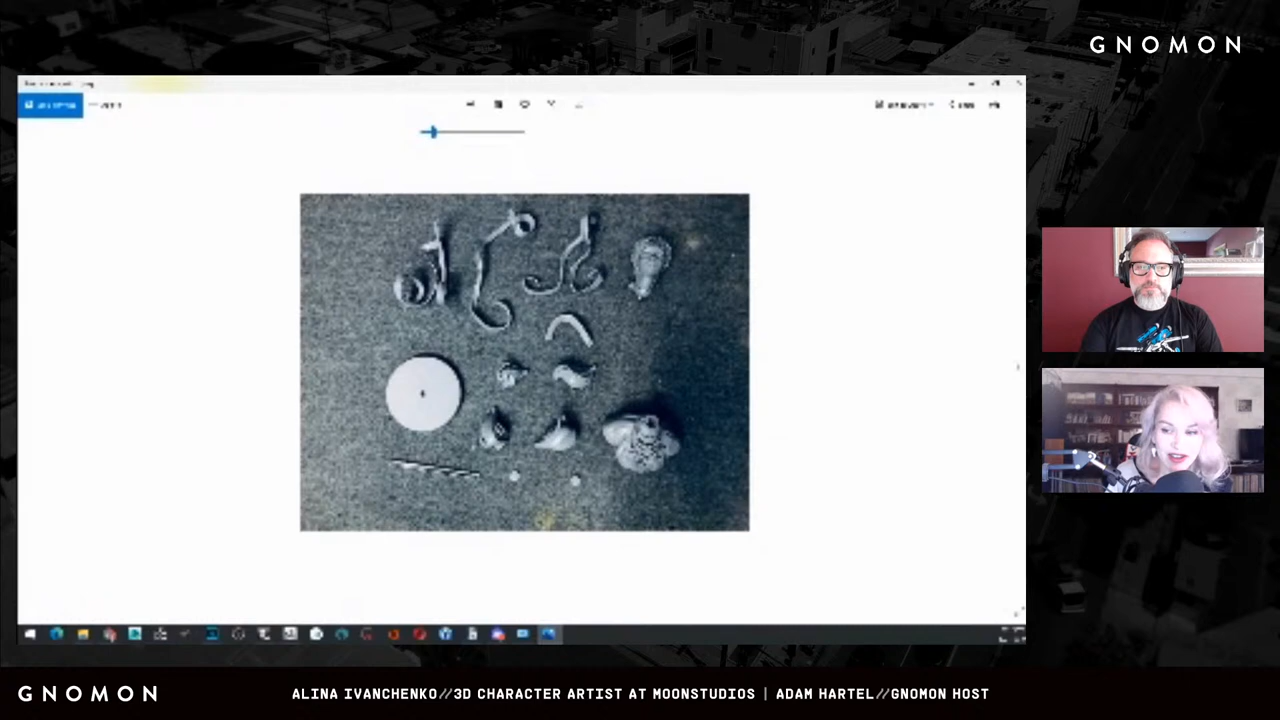 GNOMON
GNOMON
ALINA IVANCHENKO//3D CHARACTER ARTIST AT MOONSTUDIOS | ADAM HARTEL//GNOMON HOST